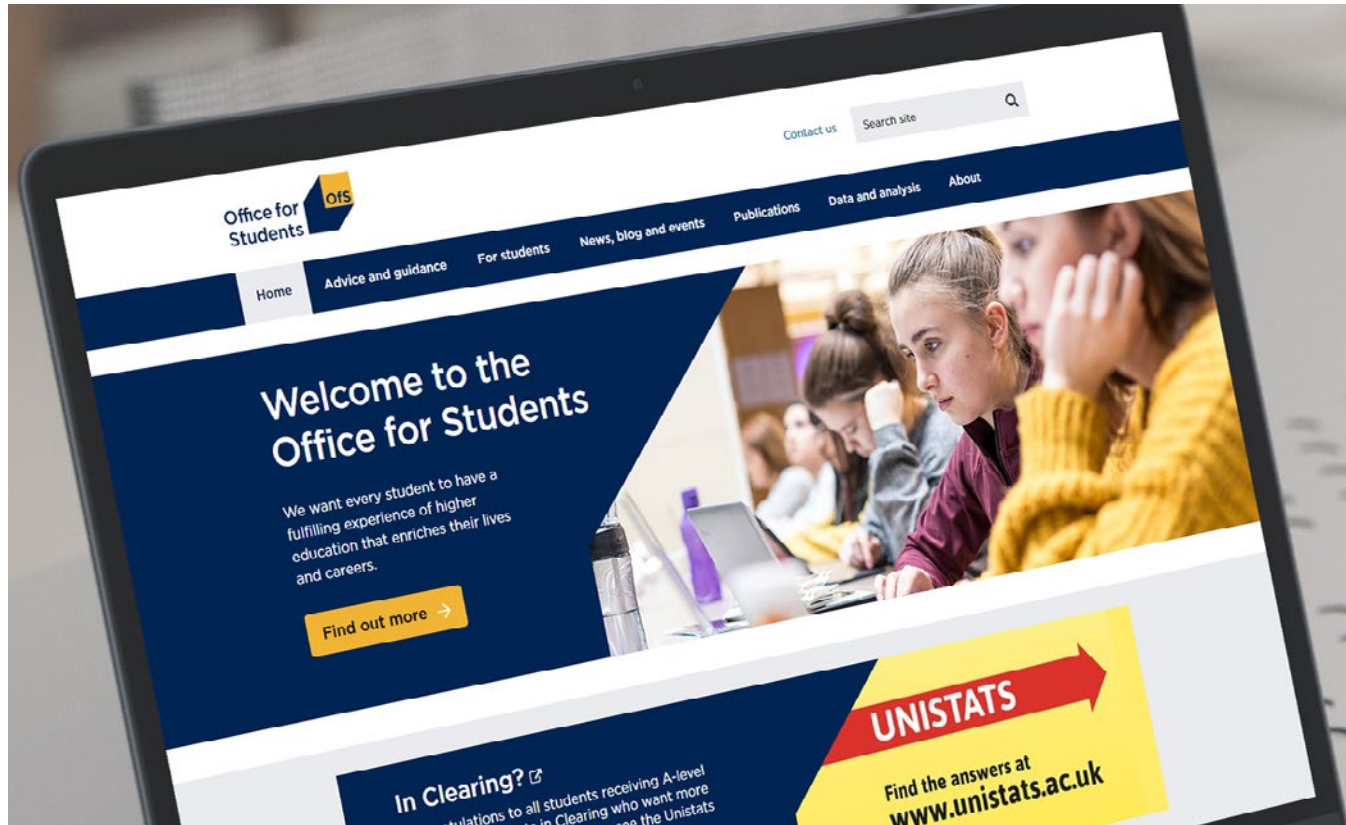 Contact us
Search site
Office for
Students
OfS
Home
Advice and guidance
For students
News, blog and events
Publications
Data and analysis
About
Welcome to the
Office for Students
We want every student to have a
fulfilling experience of higher
education that enriches their lives
and careers.
Find out more →
In Clearing?
to all students receiving A-level
in Clearing who want more
the Unistats
UNISTATS
Find the answers at
www.unistats.ac.uk